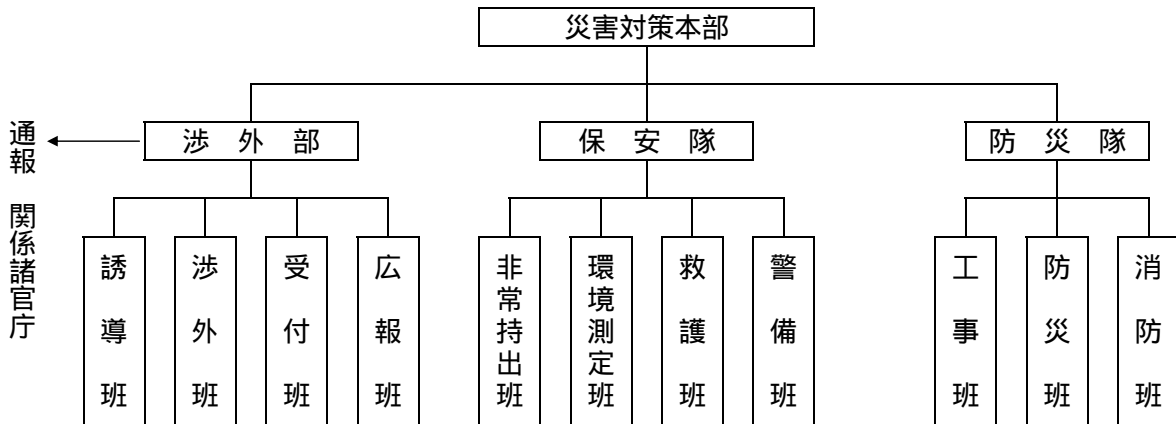 災害対策本部
通報 関係諸官庁
渉外部
保安隊
防災隊
誘導班
渉外班
受付班
広報班
非常持出班
環境測定班
救護班
警備班
工事班
防災班
消防班